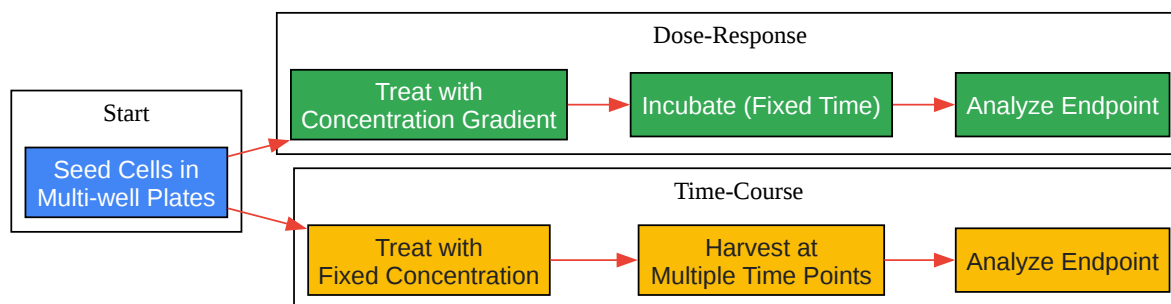 Dose-Response
Treat with
Concentration Gradient
Incubate (Fixed Time)
Analyze Endpoint
Start
Seed Cells in
Multi-well Plates
Time-Course
Treat with
Fixed Concentration
Harvest at
Multiple Time Points
Analyze Endpoint